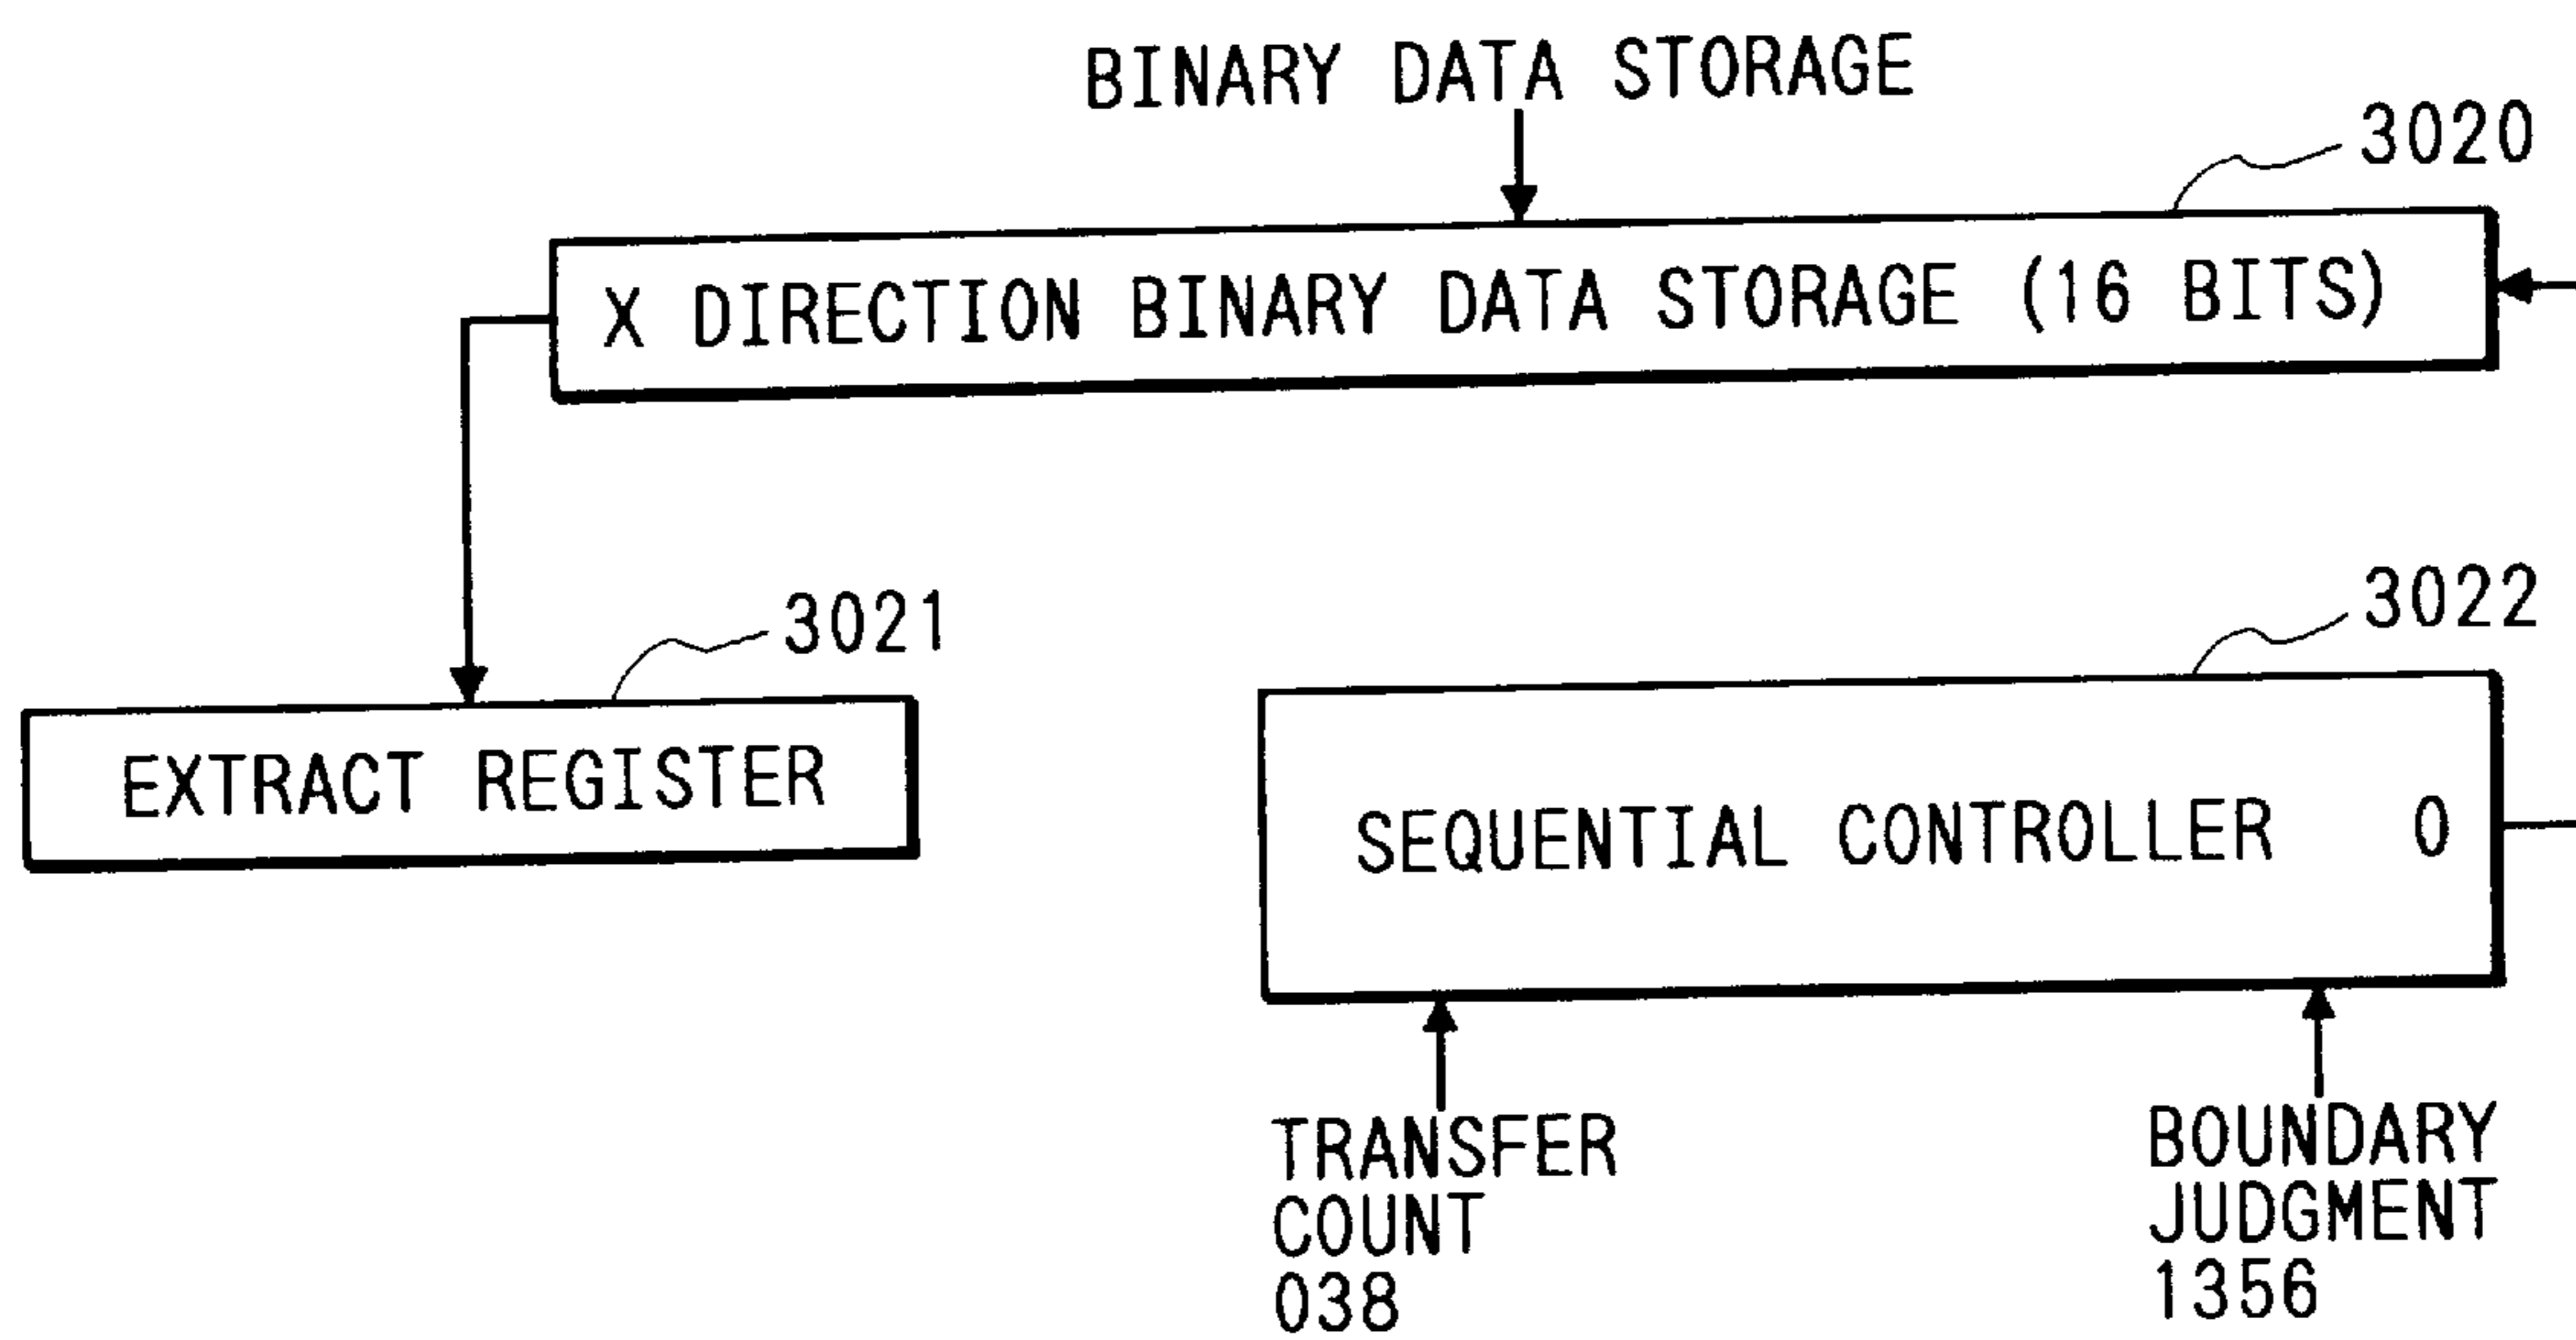 BINARY DATA STORAGE
3020
X DIRECTION BINARY DATA STORAGE (16 BITS)
3021
3022
EXTRACT REGISTER
SEQUENTIAL CONTROLLER 0
TRANSFER
COUNT
038
BOUNDARY
JUDGMENT
1356